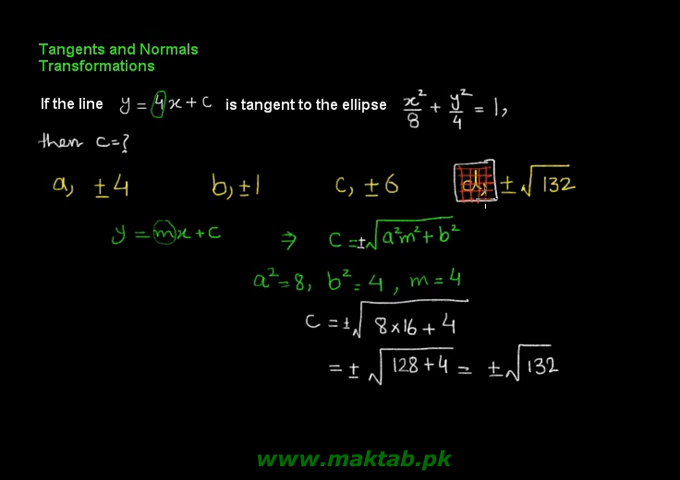 Tangents and Normals
Transformations
If the line y = 4x + c is tangent to the ellipse x²/8 + y²/4 = 1,
then c=?
a, ±4 b, ±1 c, ±6 d, ±√132
y = mx + c ⇒ c = ±√a²m² + b²
a² = 8, b² = 4, m = 4
c = ±√8×16 + 4
= ±√128+4 = ±√132
www.maktab.pk